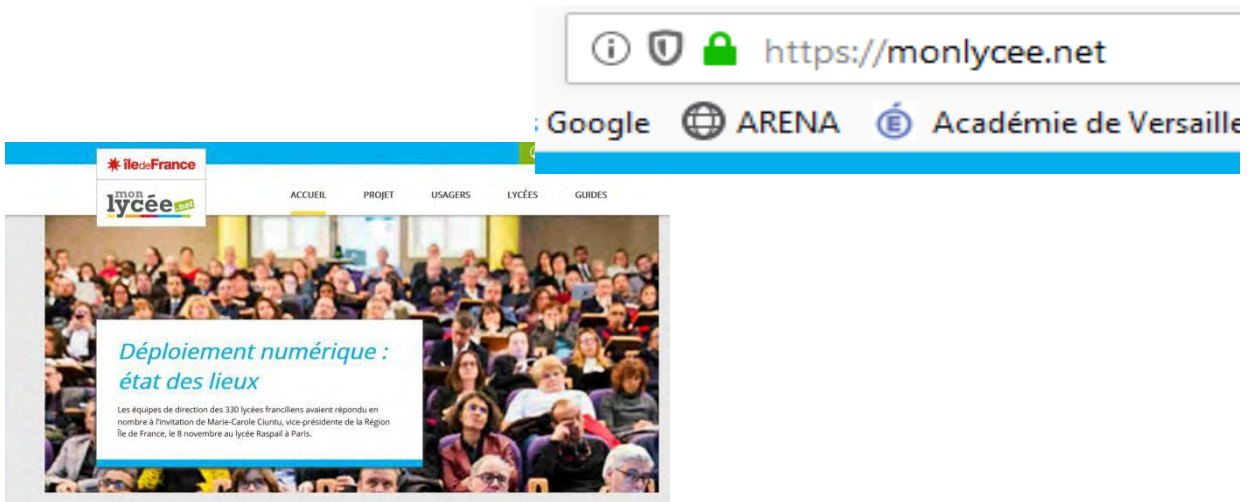 https://monlycee.net
Google ARENA Académie de Versaille
îledeFrance
mon
lycée.net
ACCUEIL PROJET USAGERS LYCÉES GUIDES
Déploiement numérique :
état des lieux
Les équipes de direction des 330 lycées franciliens avaient répondu en
nombre à l'invitation de Marie-Carole Ciuntu, vice-présidente de la Région
Île de France, le 8 novembre au lycée Raspail à Paris.